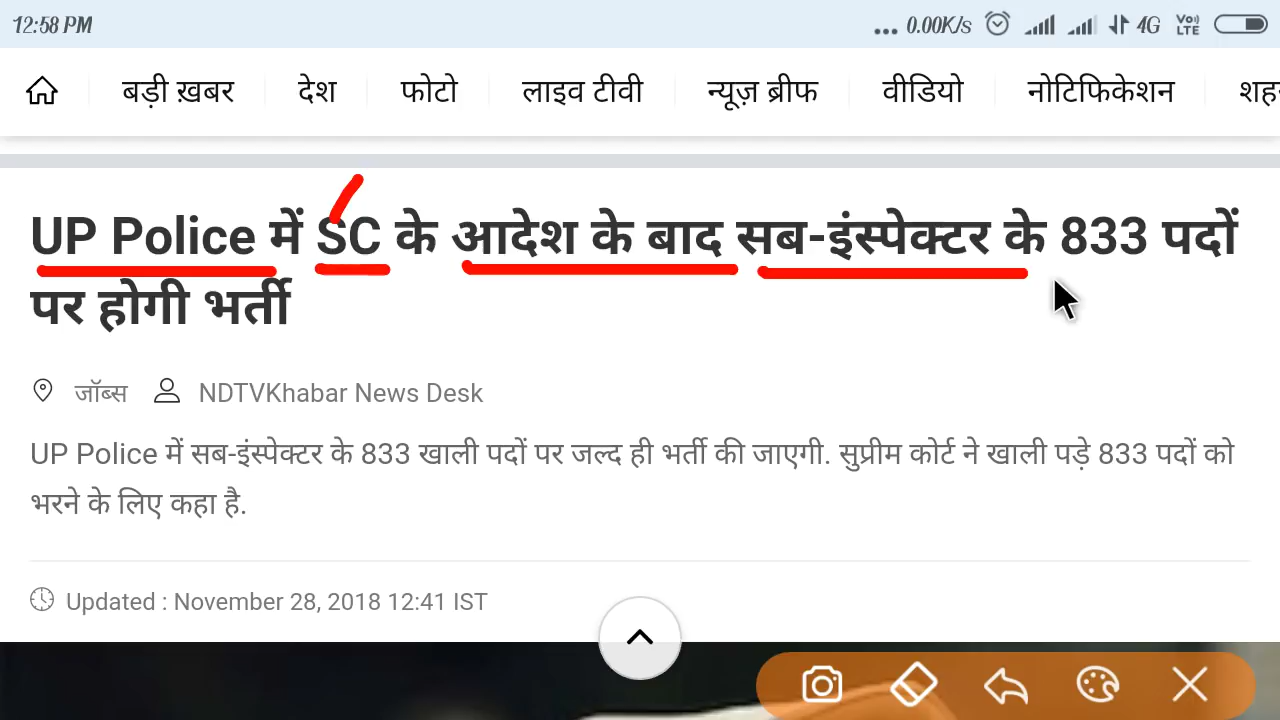 12:58 PM ... 0.00K/s 4G Vo) LTE
बड़ी ख़बर देश फोटो लाइव टीवी न्यूज़ ब्रीफ वीडियो नोटिफिकेशन
UP Police में SC के आदेश के बाद सब-इंस्पेक्टर के 833 पदों
पर होगी भर्ती
जॉब्स NDTVKhabar News Desk
UP Police में सब-इंस्पेक्टर के 833 खाली पदों पर जल्द ही भर्ती की जाएगी. सुप्रीम कोर्ट ने खाली पड़े 833 पदों को
भरने के लिए कहा है.
Updated : November 28, 2018 12:41 IST